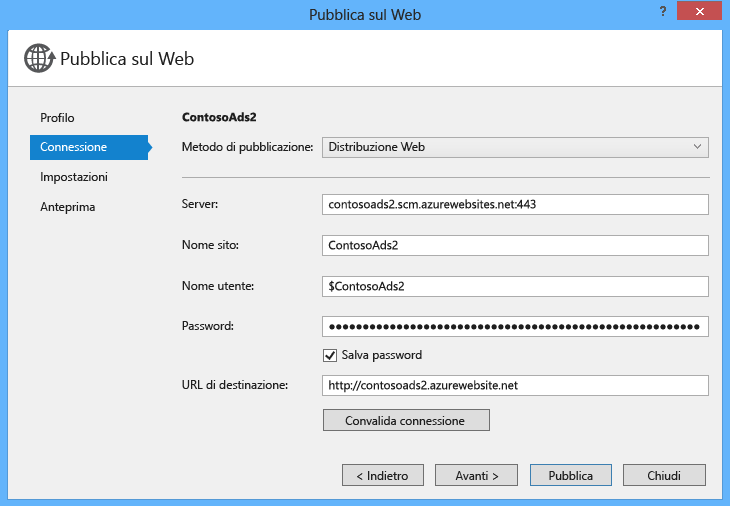 Pubblica sul Web
?
Pubblica sul Web
Profilo
Connessione
Impostazioni
Anteprima
ContosoAds2
Metodo di pubblicazione: Distribuzione Web
Server: contosoads2.scm.azurewebsites.net:443
Nome sito: ContosoAds2
Nome utente: $ContosoAds2
Password: ●●●●●●●●●●●●●●●●●●●●●●●●●●●●●●●●●●●●●●●●●●●●●●●●●●●●●●●
Salva password
URL di destinazione: http://contosoads2.azurewebsite.net
Convalida connessione
< Indietro Avanti > Pubblica Chiudi